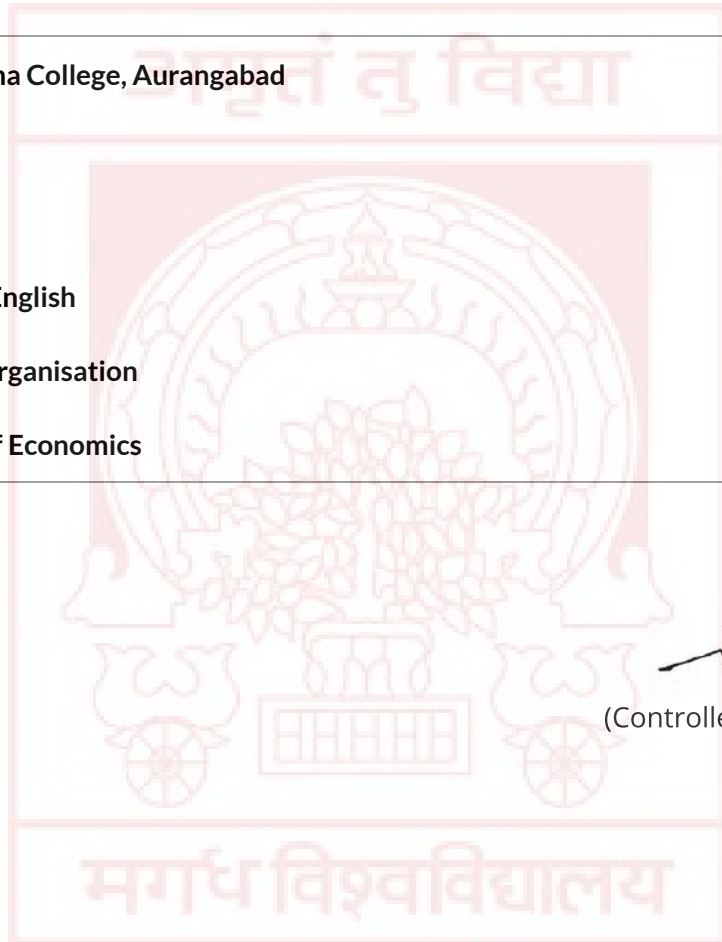 अमृतं तु विद्या
na College, Aurangabad
English
rganisation
f Economics
(Controlle
मगध विश्वविद्यालय